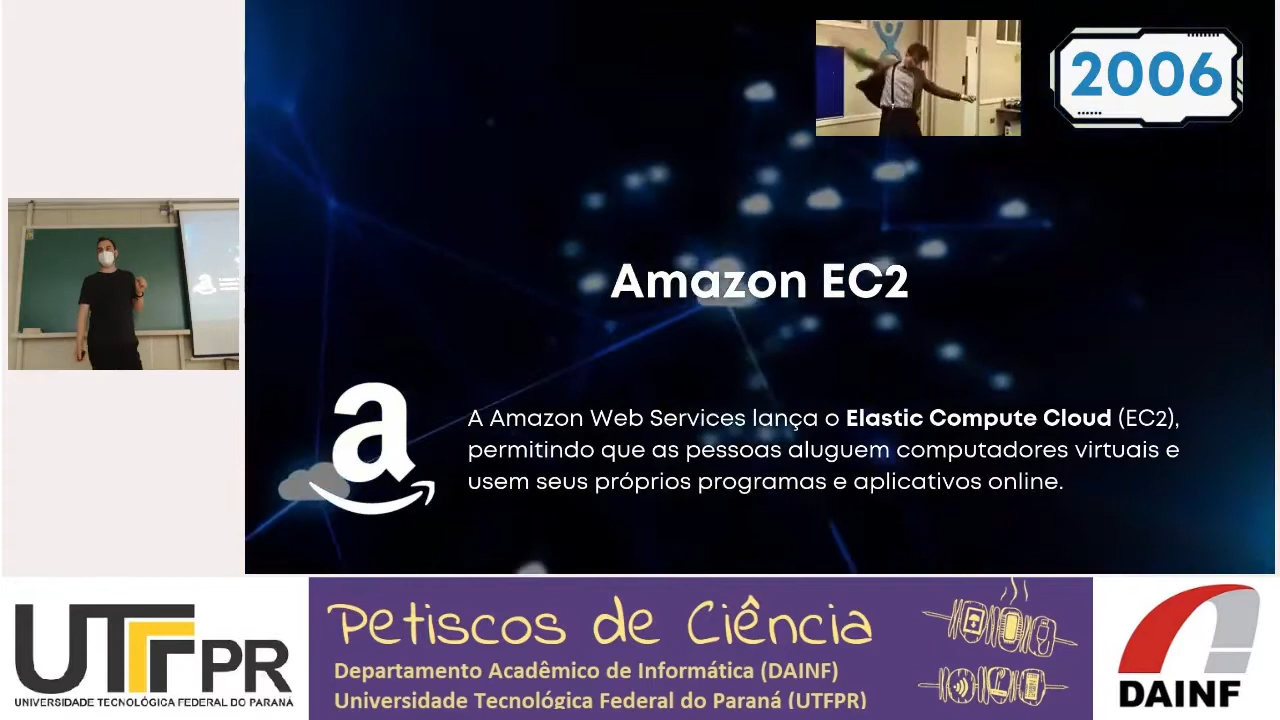 2006
Amazon EC2
a
A Amazon Web Services lança o Elastic Compute Cloud (EC2),
permitindo que as pessoas aluguem computadores virtuais e
usem seus próprios programas e aplicativos online.
UTFPR
UNIVERSIDADE TECNOLÓGICA FEDERAL DO PARANÁ
Petiscos de Ciência
Departamento Acadêmico de Informática (DAINF)
Universidade Tecnológica Federal do Paraná (UTFPR)
DAINF